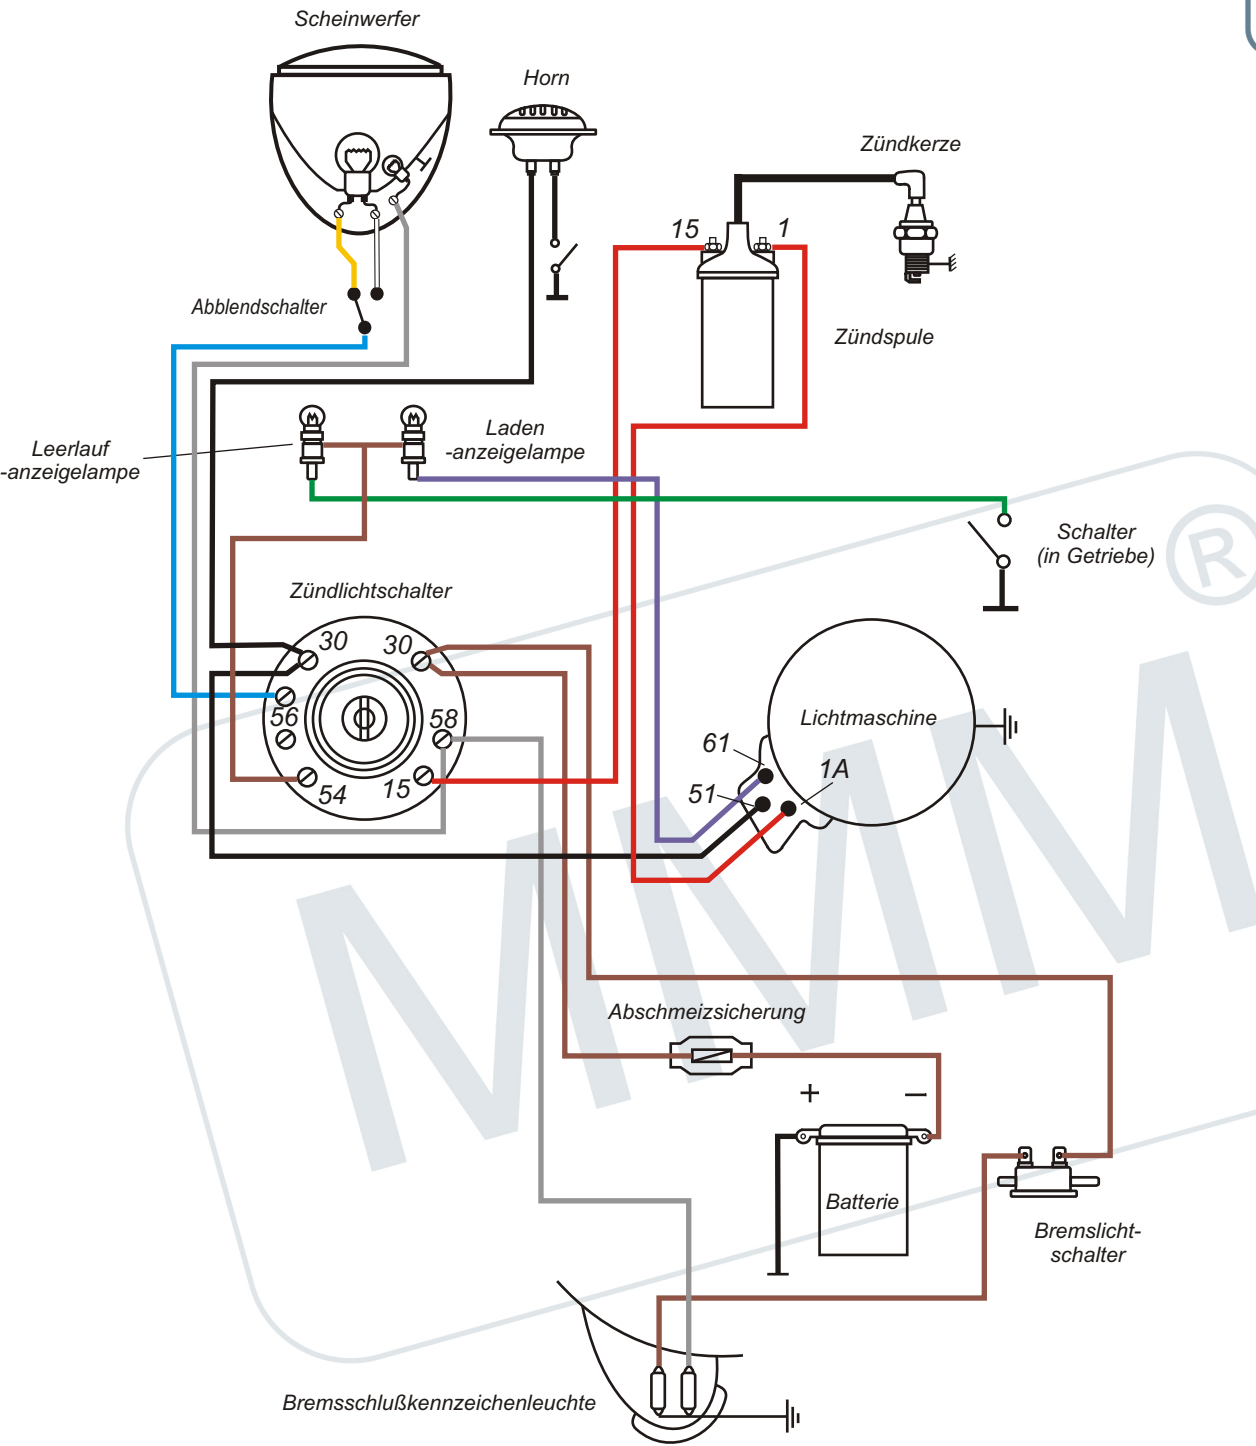 Scheinwerfer
Horn
Zündkerze
15
1
Abblendschalter
Zündspule
Leerlauf
-anzeigelampe
Laden
-anzeigelampe
Schalter
(in Getriebe)
®
Zündlichtschalter
30
30
56
58
54
15
Lichtmaschine
61
1A
51
MMM
Abschmeizsicherung
+
–
Batterie
Bremslicht-
schalter
Bremsschlußkennzeichenleuchte